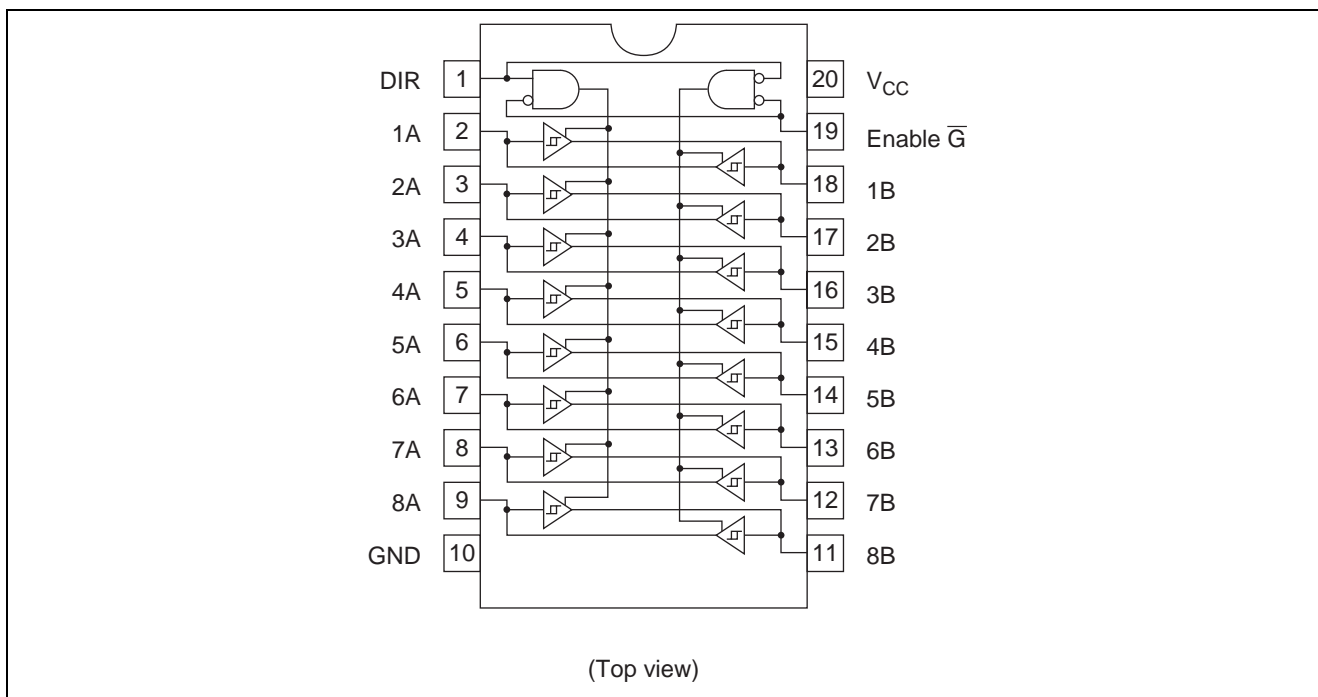 DIR 1 20 V_CC
1A 2 19 Enable G̅
2A 3 18 1B
3A 4 17 2B
4A 5 16 3B
5A 6 15 4B
6A 7 14 5B
7A 8 13 6B
8A 9 12 7B
GND 10 11 8B
(Top view)